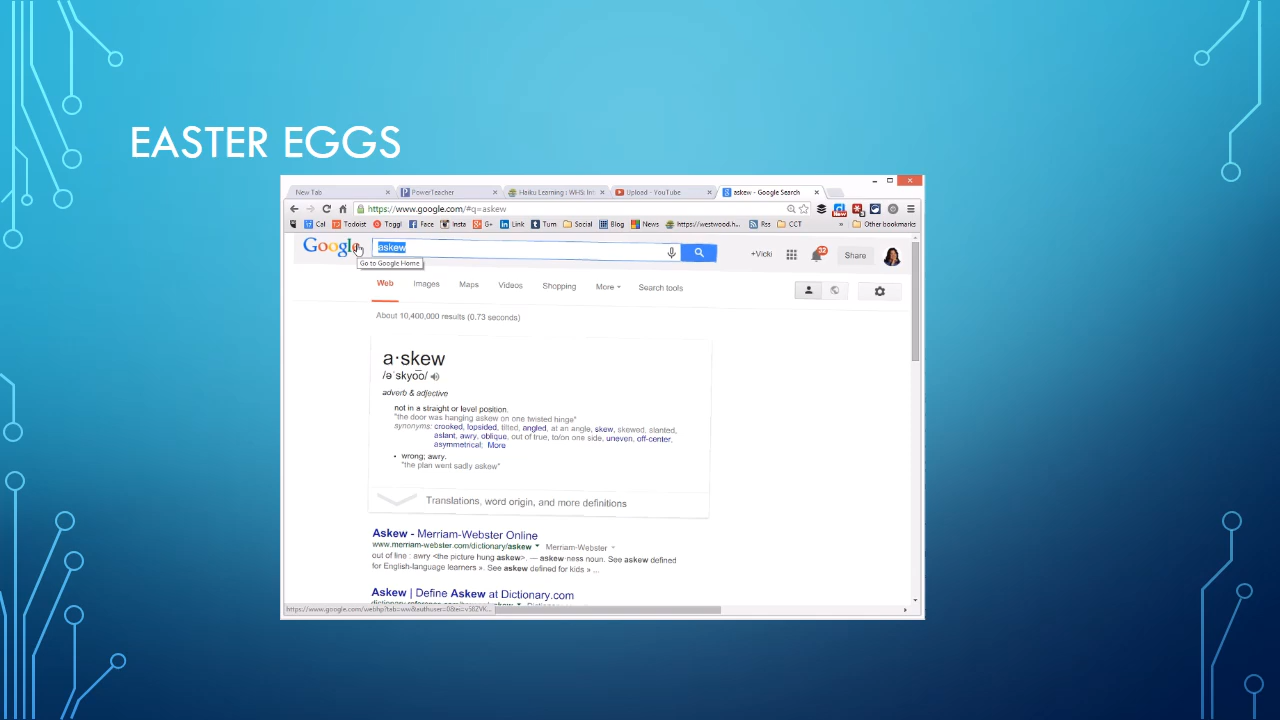 EASTER EGGS
New Tab PowerTeacher Haiku Learning : WHS: Int Upload - YouTube askew - Google Search
https://www.google.com/#q=askew
Cal Todoist Toggl Face Insta G+ Link Tum Social Blog News https://westwood.h... Rss CCT » Other bookmarks
Google askew +Vicki Share
Go to Google Home
Web Images Maps Videos Shopping More Search tools
About 10,400,000 results (0.73 seconds)
a·skew
/əˈskyo͞o/
adverb & adjective
not in a straight or level position.
"the door was hanging askew on one twisted hinge"
synonyms: crooked, lopsided, tilted, angled, at an angle, skew, skewed, slanted,
aslant, awry, oblique, out of true, to/on one side, uneven, off-center,
asymmetrical; More
• wrong; awry.
"the plan went sadly askew"
Translations, word origin, and more definitions
Askew - Merriam-Webster Online
www.merriam-webster.com/dictionary/askew Merriam-Webster
out of line : awry <the picture hung askew>. — askew·ness noun. See askew defined
for English-language learners ». See askew defined for kids » ...
Askew | Define Askew at Dictionary.com